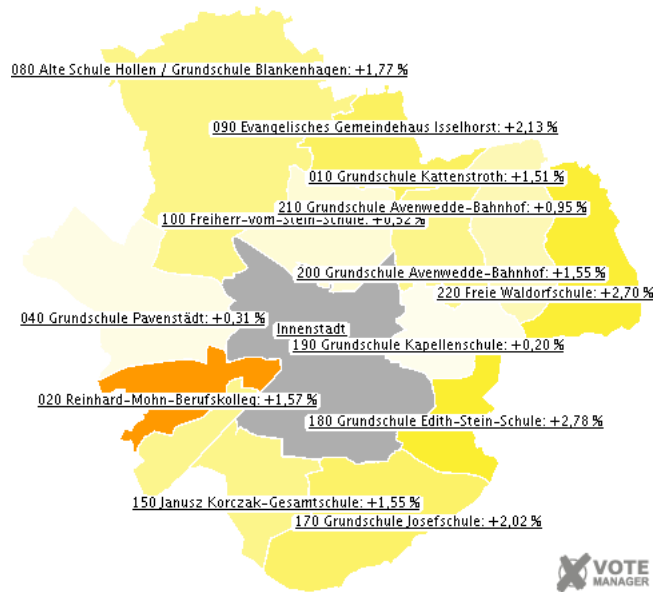 080 Alte Schule Hollen / Grundschule Blankenhagen: +1,77 %
090 Evangelisches Gemeindehaus Isselhorst: +2,13 %
010 Grundschule Kattenstroth: +1,51 %
210 Grundschule Avenwedde-Bahnhof: +0,95 %
100 Freiherr-vom-Stein-Schule: +0,52 %
200 Grundschule Avenwedde-Bahnhof: +1,55 %
220 Freie Waldorfschule: +2,70 %
040 Grundschule Pavenstädt: +0,31 %
Innenstadt
190 Grundschule Kapellenschule: +0,20 %
020 Reinhard-Mohn-Berufskolleg: +1,57 %
180 Grundschule Edith-Stein-Schule: +2,78 %
150 Janusz Korczak-Gesamtschule: +1,55 %
170 Grundschule Josefschule: +2,02 %
VOTE
MANAGER